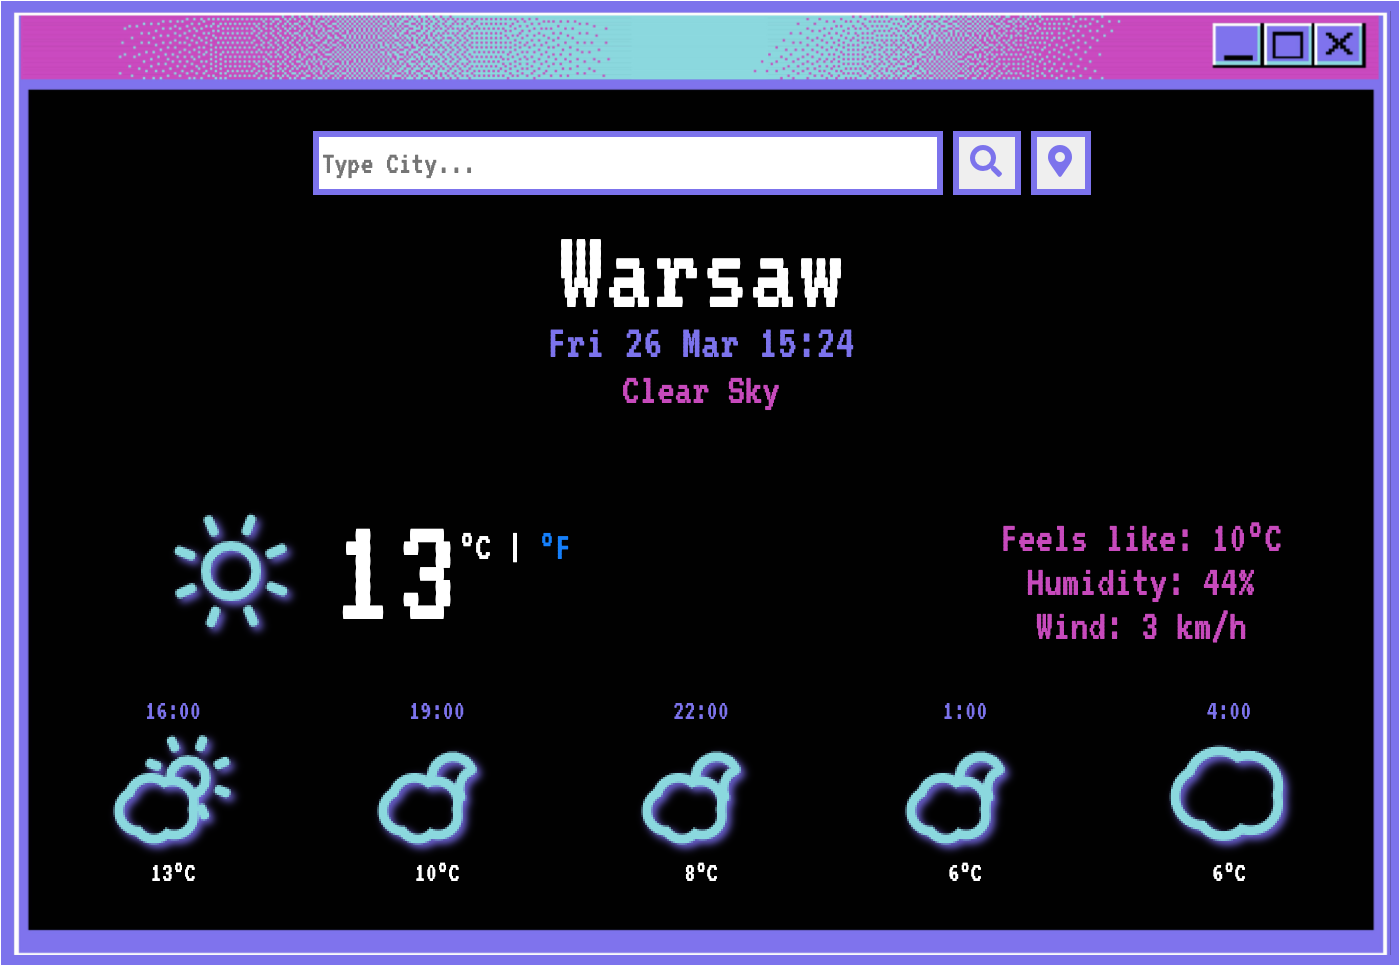 Type City...
Warsaw
Fri 26 Mar 15:24
Clear Sky
13°C | °F
Feels like: 10°C
Humidity: 44%
Wind: 3 km/h
16:00 19:00 22:00 1:00 4:00
13°C 10°C 8°C 6°C 6°C